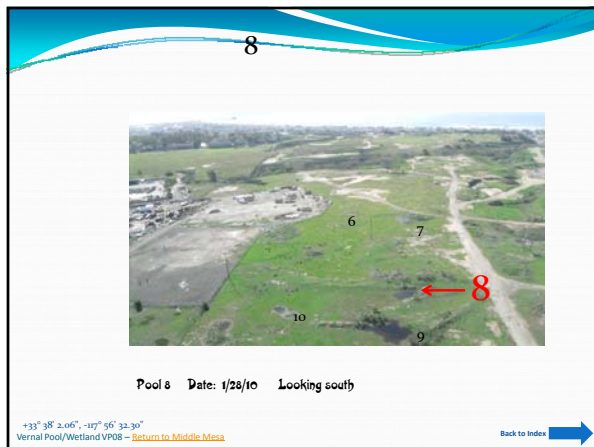 8
6
7
8
10
9
Pool 8 Date: 1/28/10 Looking south
+33° 38' 2.06", -117° 56' 32.30"
Vernal Pool/Wetland VP08 – Return to Middle Mesa
Back to Index